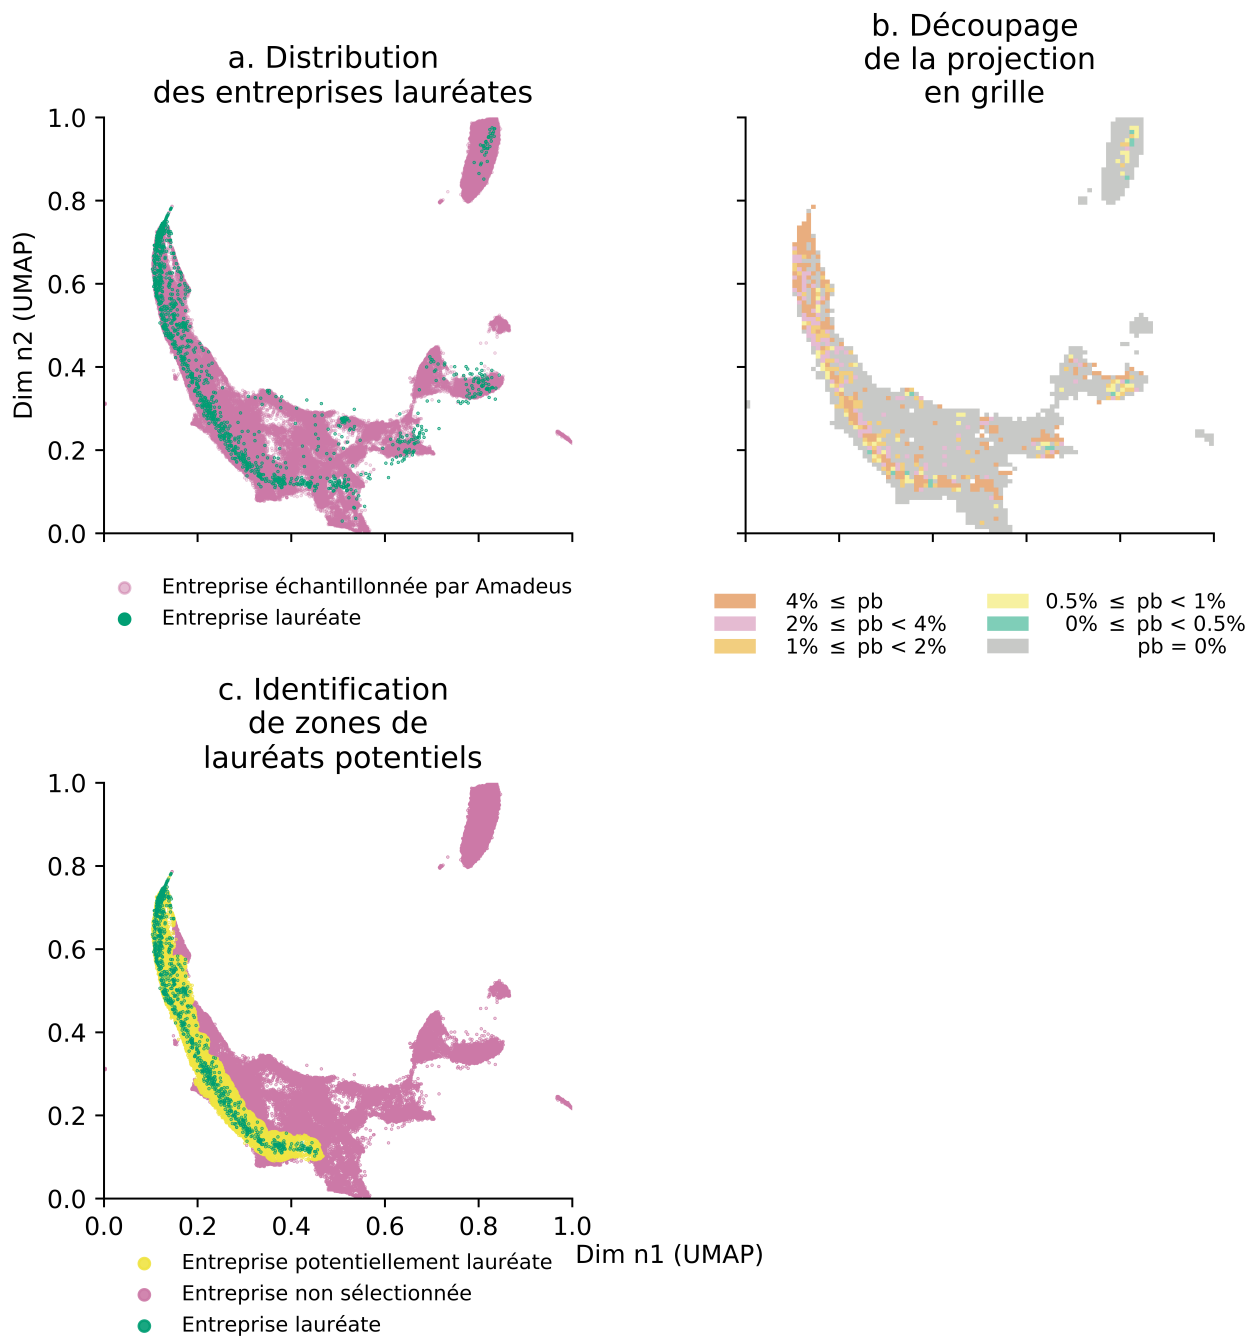 a. Distribution
des entreprises lauréates
b. Découpage
de la projection
en grille
Dim n2 (UMAP)
1.0
0.8
0.6
0.4
0.2
0.0
Entreprise échantillonnée par Amadeus
Entreprise lauréate
4% ≤ pb
2% ≤ pb < 4%
1% ≤ pb < 2%
0.5% ≤ pb < 1%
0% ≤ pb < 0.5%
pb = 0%
c. Identification
de zones de
lauréats potentiels
1.0
0.8
0.6
0.4
0.2
0.0
0.0 0.2 0.4 0.6 0.8 1.0
Dim n1 (UMAP)
Entreprise potentiellement lauréate
Entreprise non sélectionnée
Entreprise lauréate